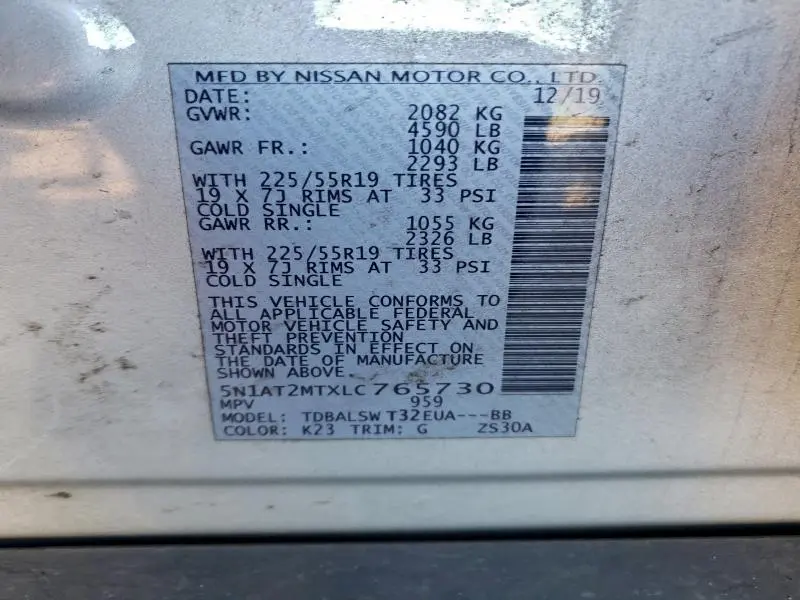 MFD BY NISSAN MOTOR CO., LTD.
DATE: 12/19
GVWR: 2082 KG
4590 LB
GAWR FR.: 1040 KG
2293 LB
WITH 225/55R19 TIRES
19 X 7J RIMS AT 33 PSI
COLD SINGLE
GAWR RR.: 1055 KG
2326 LB
WITH 225/55R19 TIRES
19 X 7J RIMS AT 33 PSI
COLD SINGLE
THIS VEHICLE CONFORMS TO
ALL APPLICABLE FEDERAL
MOTOR VEHICLE SAFETY AND
THEFT PREVENTION
STANDARDS IN EFFECT ON
THE DATE OF MANUFACTURE
SHOWN ABOVE.
5N1AT2MTXLC765730
MPV 959
MODEL: TDBALSW T32EUA---BB
COLOR: K23 TRIM: G ZS30A